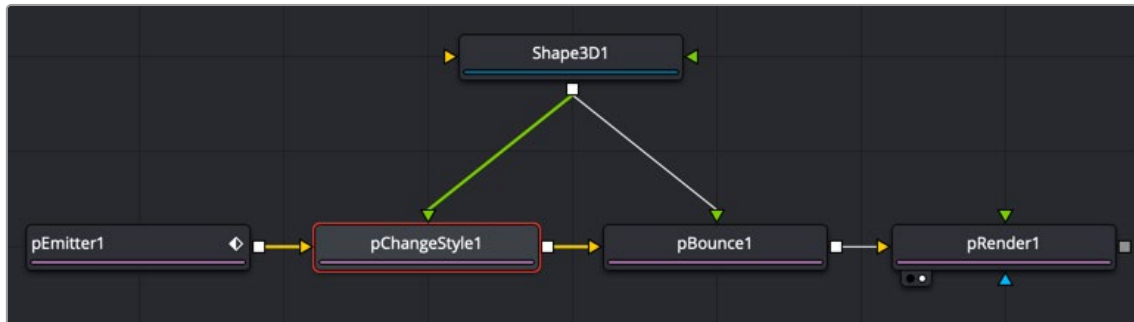 Shape3D1
pEmitter1
pChangeStyle1
pBounce1
pRender1